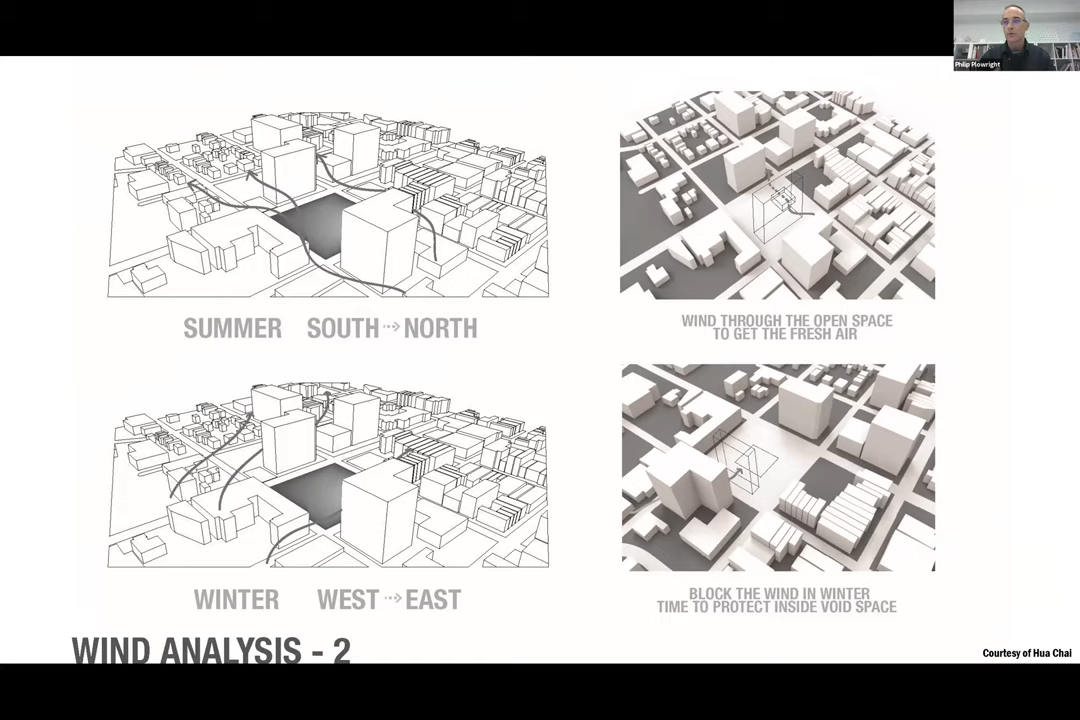 Philip Plowright
SUMMER SOUTH ⇢ NORTH
WIND THROUGH THE OPEN SPACE
TO GET THE FRESH AIR
WINTER WEST ⇢ EAST
BLOCK THE WIND IN WINTER
TIME TO PROTECT INSIDE VOID SPACE
WIND ANALYSIS - 2
Courtesy of Hua Chai